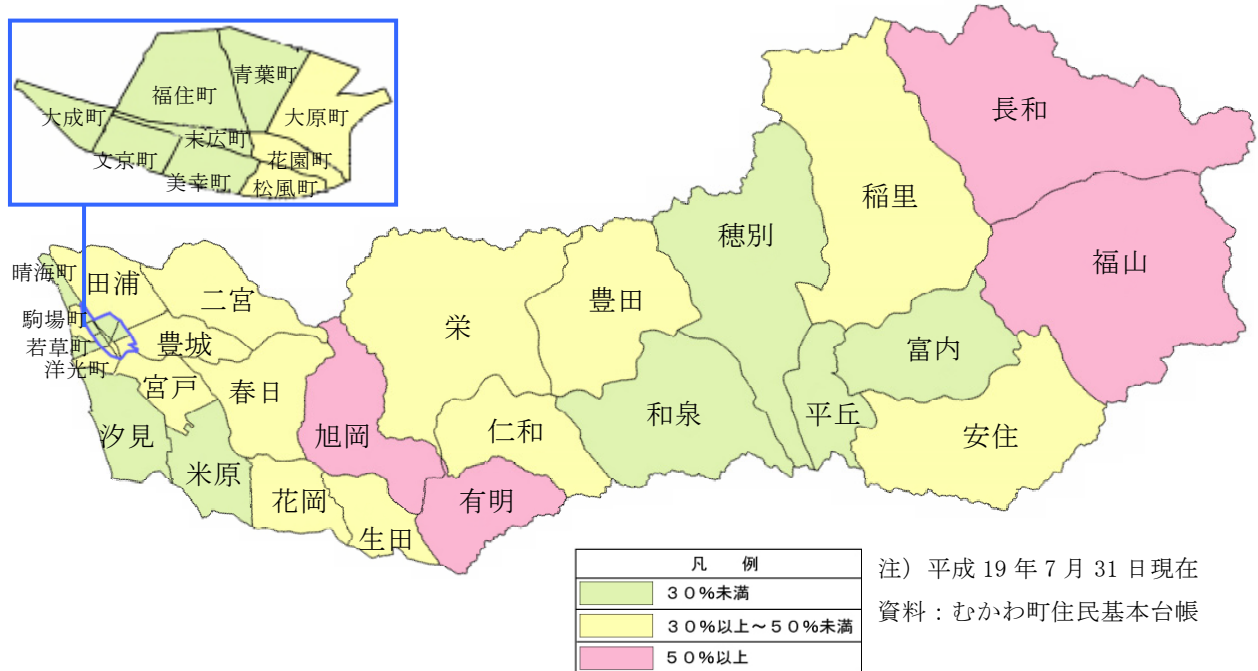 青葉町
福住町
大成町
大原町
末広町
文京町
花園町
美幸町
松風町
長和
稲里
穂別
福山
晴海町
田浦
二宮
豊田
栄
駒場町
豊城
若草町
富内
洋光町
宮戸
春日
和泉
平丘
汐見
旭岡
仁和
安住
米原
花岡
有明
生田
凡 例
30%未満
30%以上~50%未満
50%以上
注）平成 19 年 7 月 31 日現在
資料：むかわ町住民基本台帳